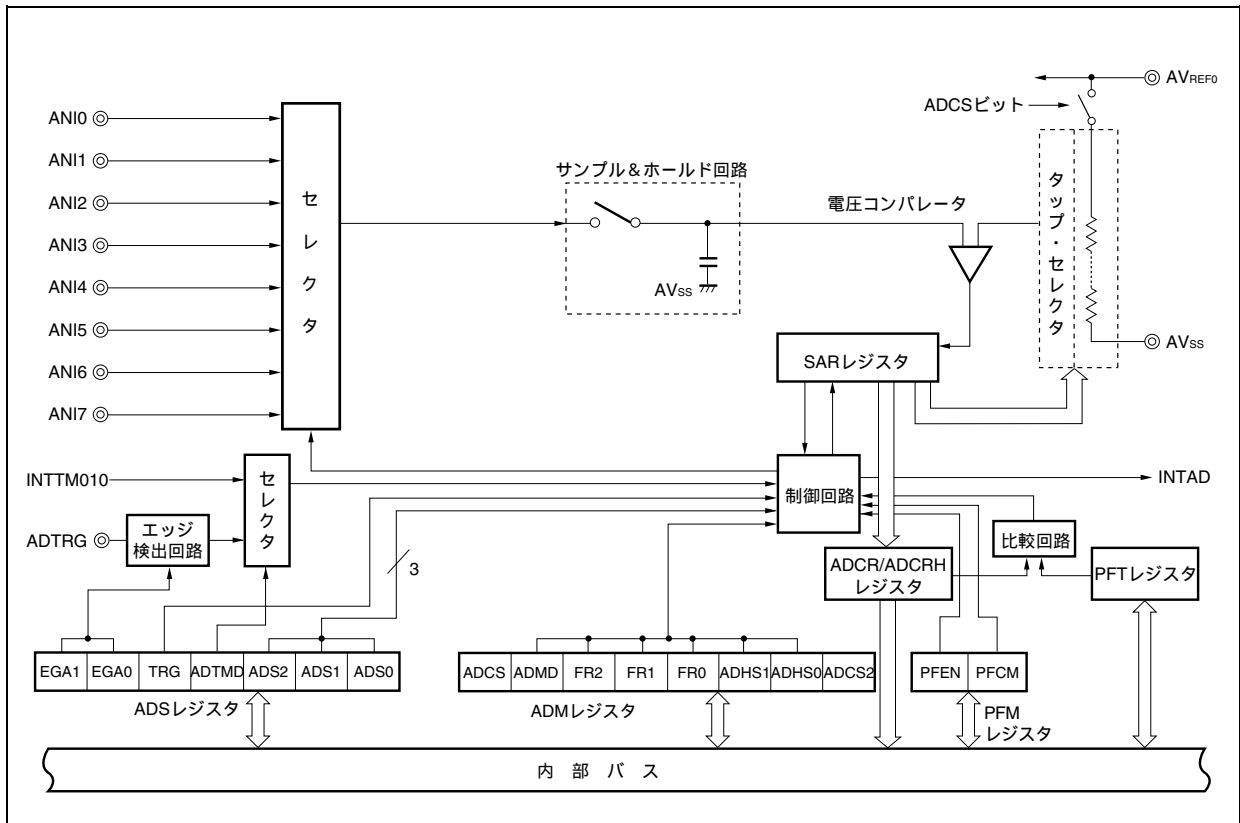 AVREF0
ADCSビット
ANI0
ANI1
ANI2
ANI3
ANI4
ANI5
ANI6
ANI7
セレクタ
サンプル＆ホールド回路
AVSS
電圧コンパレータ
タップ・セレクタ
AVSS
SARレジスタ
INTTM010
ADTRG
エッジ
検出回路
セレクタ
3
制御回路
INTAD
比較回路
ADCR/ADCRH
レジスタ
PFTレジスタ
EGA1 EGA0 TRG ADTMD ADS2 ADS1 ADS0
ADSレジスタ
ADCS ADMD FR2 FR1 FR0 ADHS1 ADHS0 ADCS2
ADMレジスタ
PFEN PFCM
PFM
レジスタ
内部バス